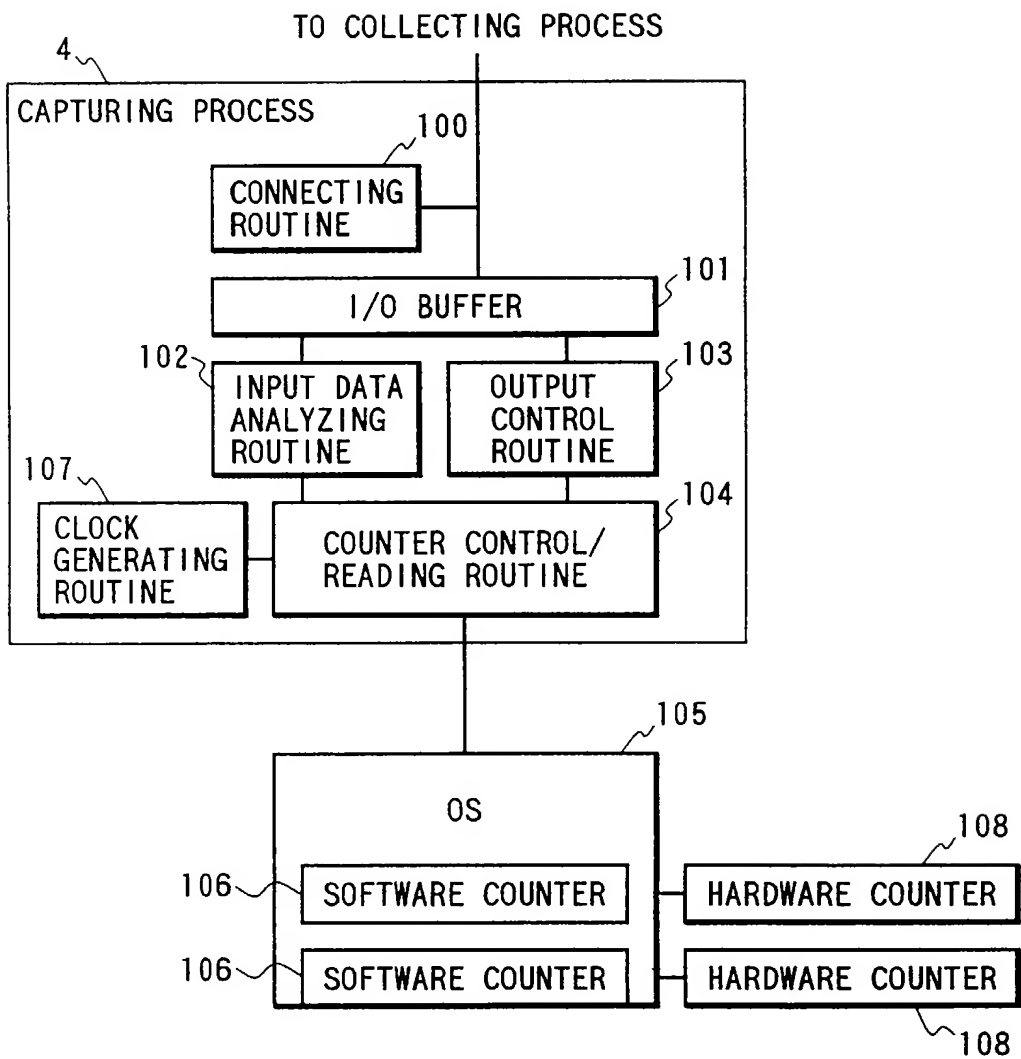 TO COLLECTING PROCESS
4
CAPTURING PROCESS
100
CONNECTING
ROUTINE
101
I/O BUFFER
102
INPUT DATA
ANALYZING
ROUTINE
103
OUTPUT
CONTROL
ROUTINE
107
CLOCK
GENERATING
ROUTINE
104
COUNTER CONTROL/
READING ROUTINE
105
OS
106
SOFTWARE COUNTER
108
HARDWARE COUNTER
106
SOFTWARE COUNTER
HARDWARE COUNTER
108